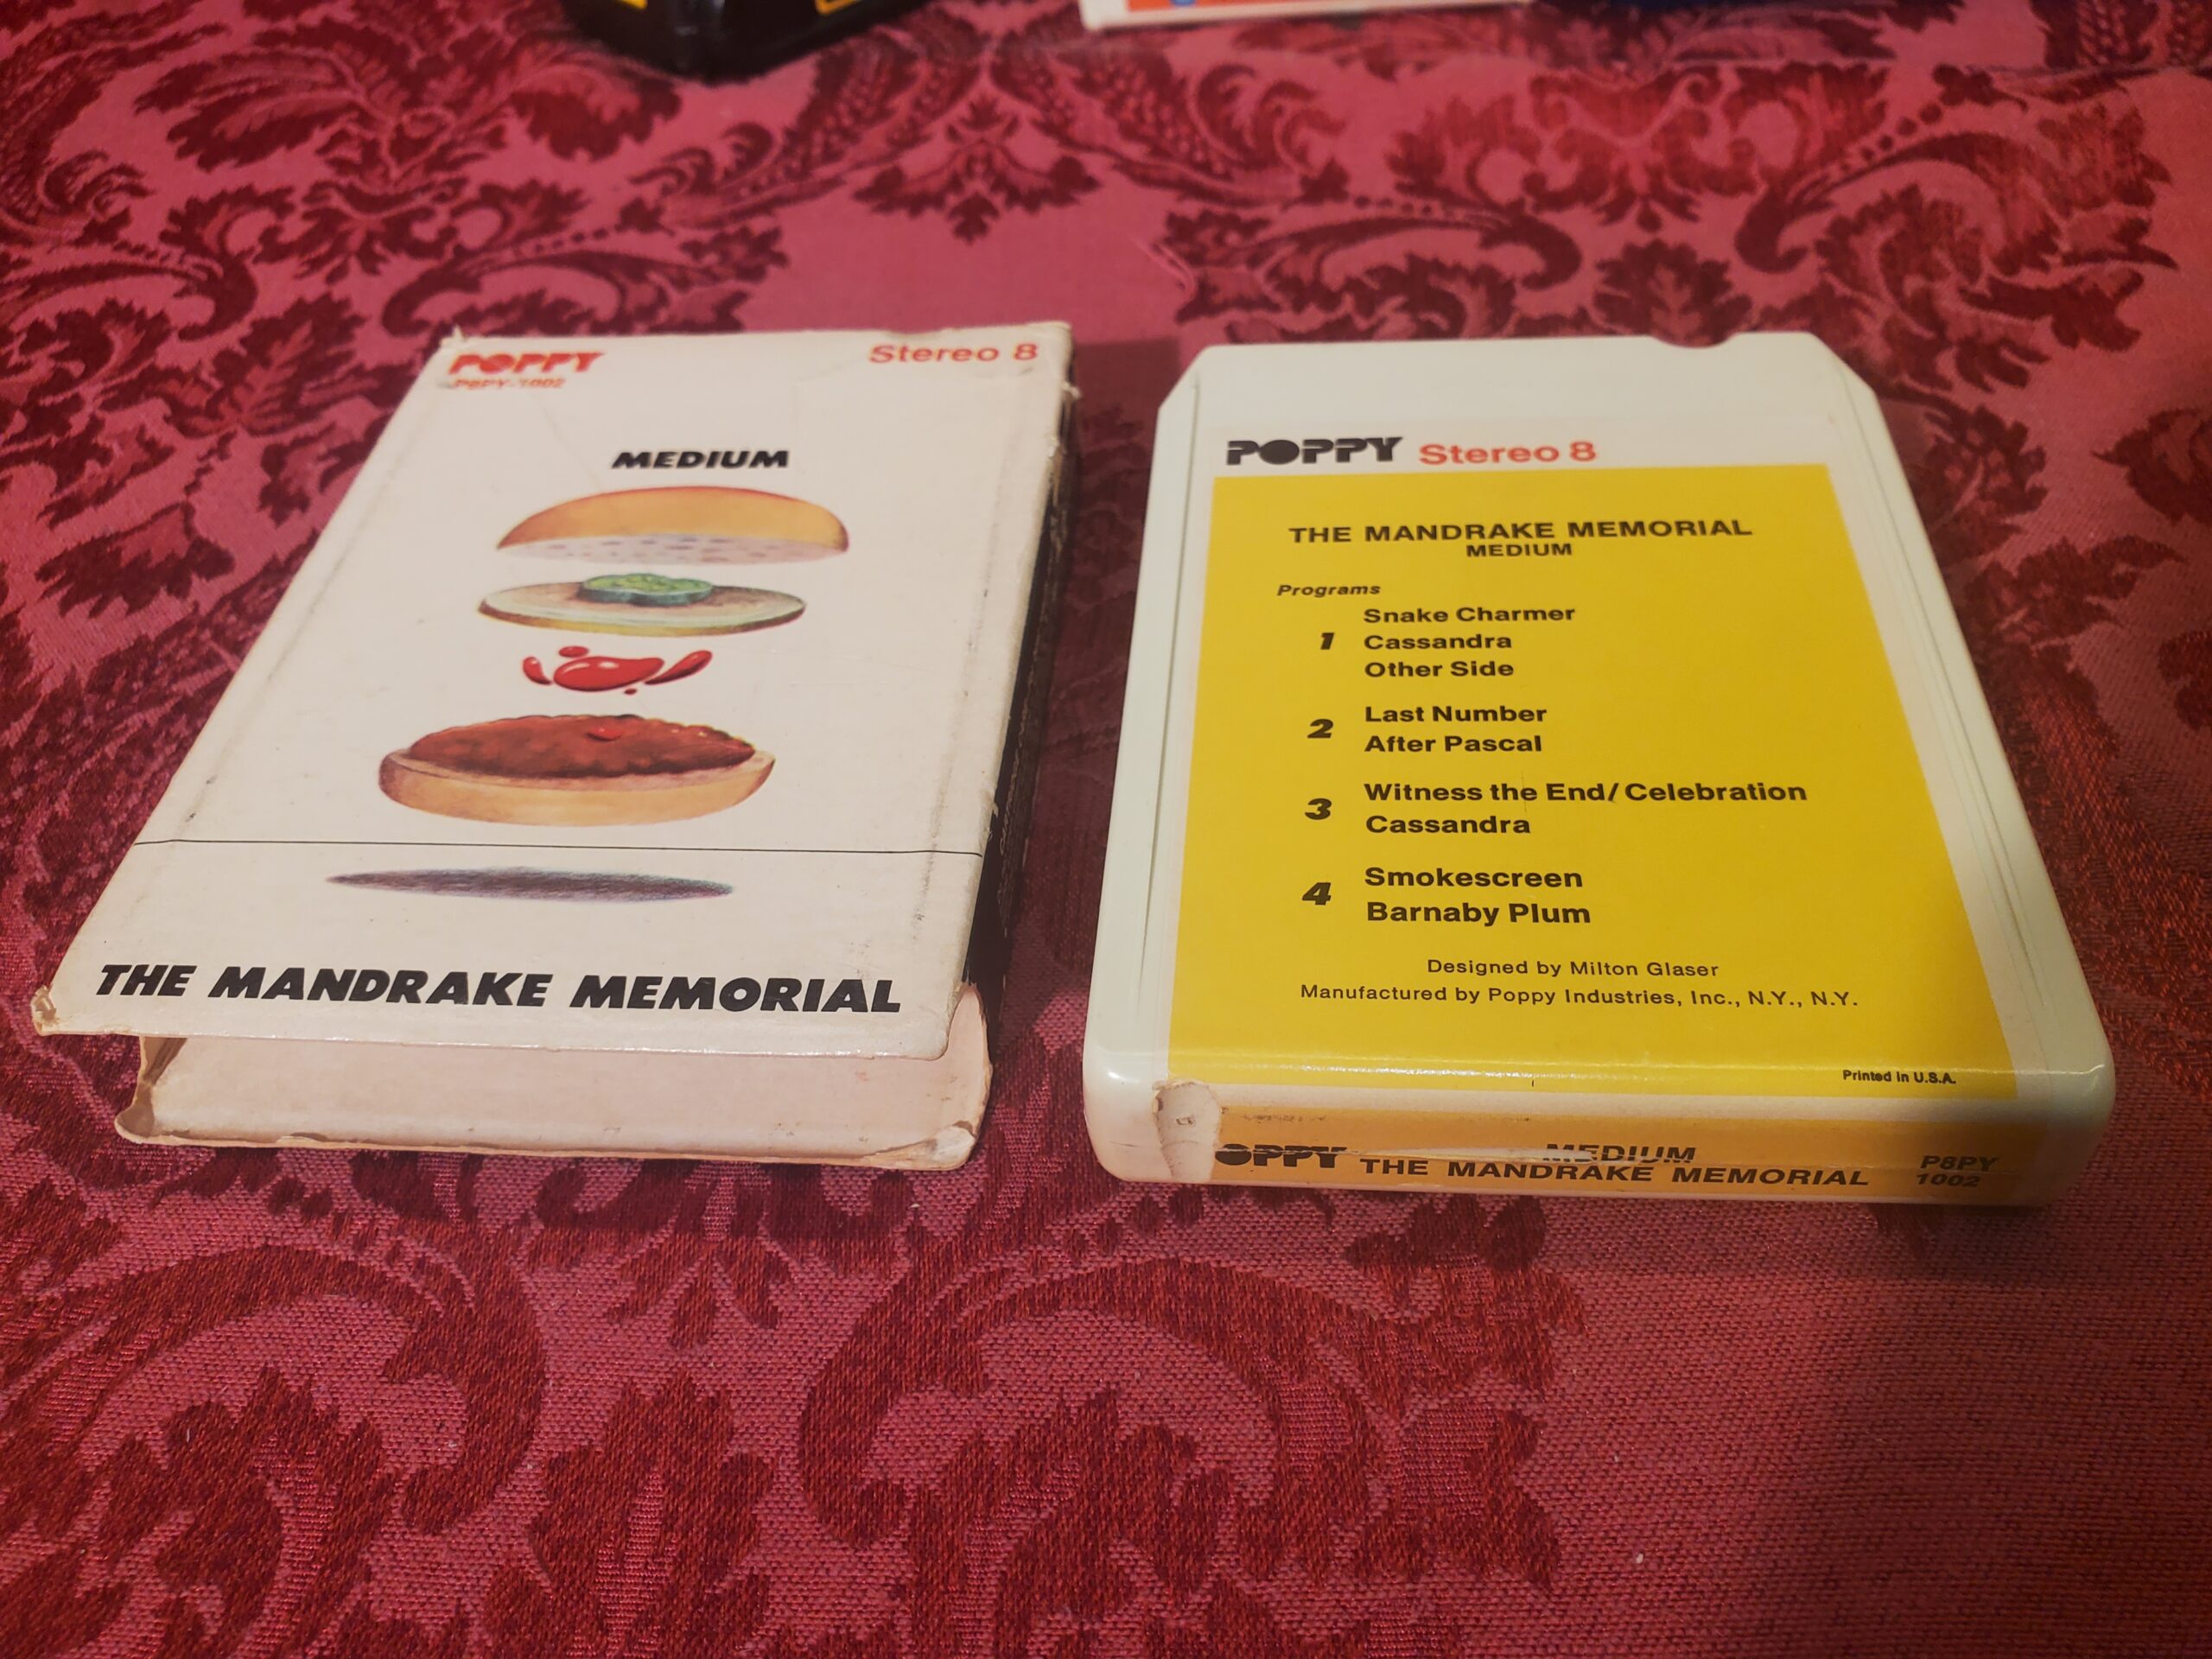 POPPY
P8PY-1002
Stereo 8
MEDIUM
THE MANDRAKE MEMORIAL
POPPY Stereo 8
THE MANDRAKE MEMORIAL
MEDIUM
Programs
1
Snake Charmer
Cassandra
Other Side
2
Last Number
After Pascal
3
Witness the End/Celebration
Cassandra
4
Smokescreen
Barnaby Plum
Designed by Milton Glaser
Manufactured by Poppy Industries, Inc., N.Y., N.Y.
Printed in U.S.A.
OPPY
MEDIUM
THE MANDRAKE MEMORIAL
P8PY
1002